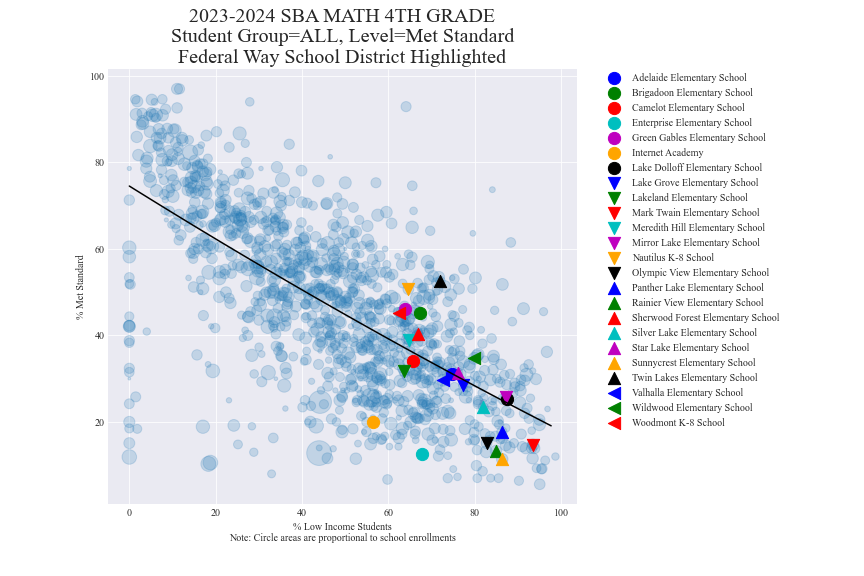 2023-2024 SBA MATH 4TH GRADE
Student Group=ALL, Level=Met Standard
Federal Way School District Highlighted
100
80
60
40
20
% Met Standard
0
20
40
60
80
100
% Low Income Students
Note: Circle areas are proportional to school enrollments
Adelaide Elementary School
Brigadoon Elementary School
Camelot Elementary School
Enterprise Elementary School
Green Gables Elementary School
Internet Academy
Lake Dolloff Elementary School
Lake Grove Elementary School
Lakeland Elementary School
Mark Twain Elementary School
Meredith Hill Elementary School
Mirror Lake Elementary School
Nautilus K-8 School
Olympic View Elementary School
Panther Lake Elementary School
Rainier View Elementary School
Sherwood Forest Elementary School
Silver Lake Elementary School
Star Lake Elementary School
Sunnycrest Elementary School
Twin Lakes Elementary School
Valhalla Elementary School
Wildwood Elementary School
Woodmont K-8 School